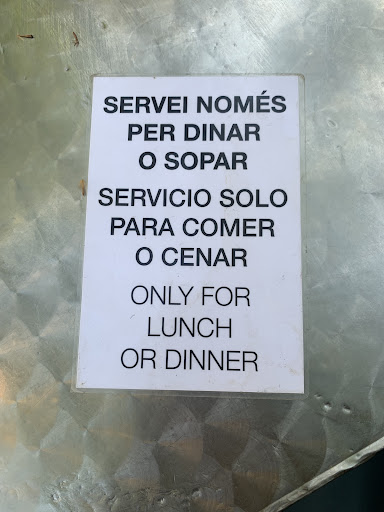 SERVEI NOMÉS
PER DINAR
O SOPAR
SERVICIO SOLO
PARA COMER
O CENAR
ONLY FOR
LUNCH
OR DINNER